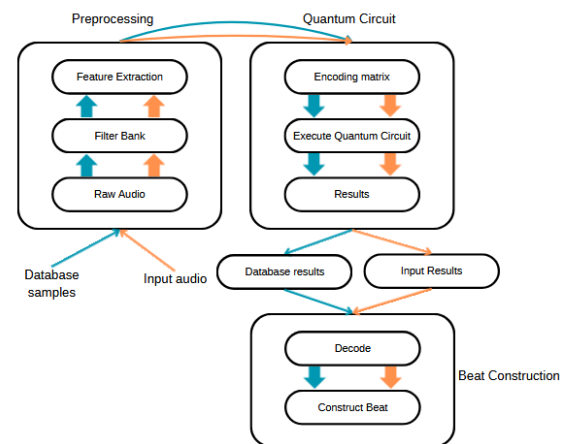 Preprocessing
Quantum Circuit
Feature Extraction
Filter Bank
Raw Audio
Encoding matrix
Execute Quantum Circuit
Results
Database
samples
Input audio
Database results
Input Results
Decode
Construct Beat
Beat Construction